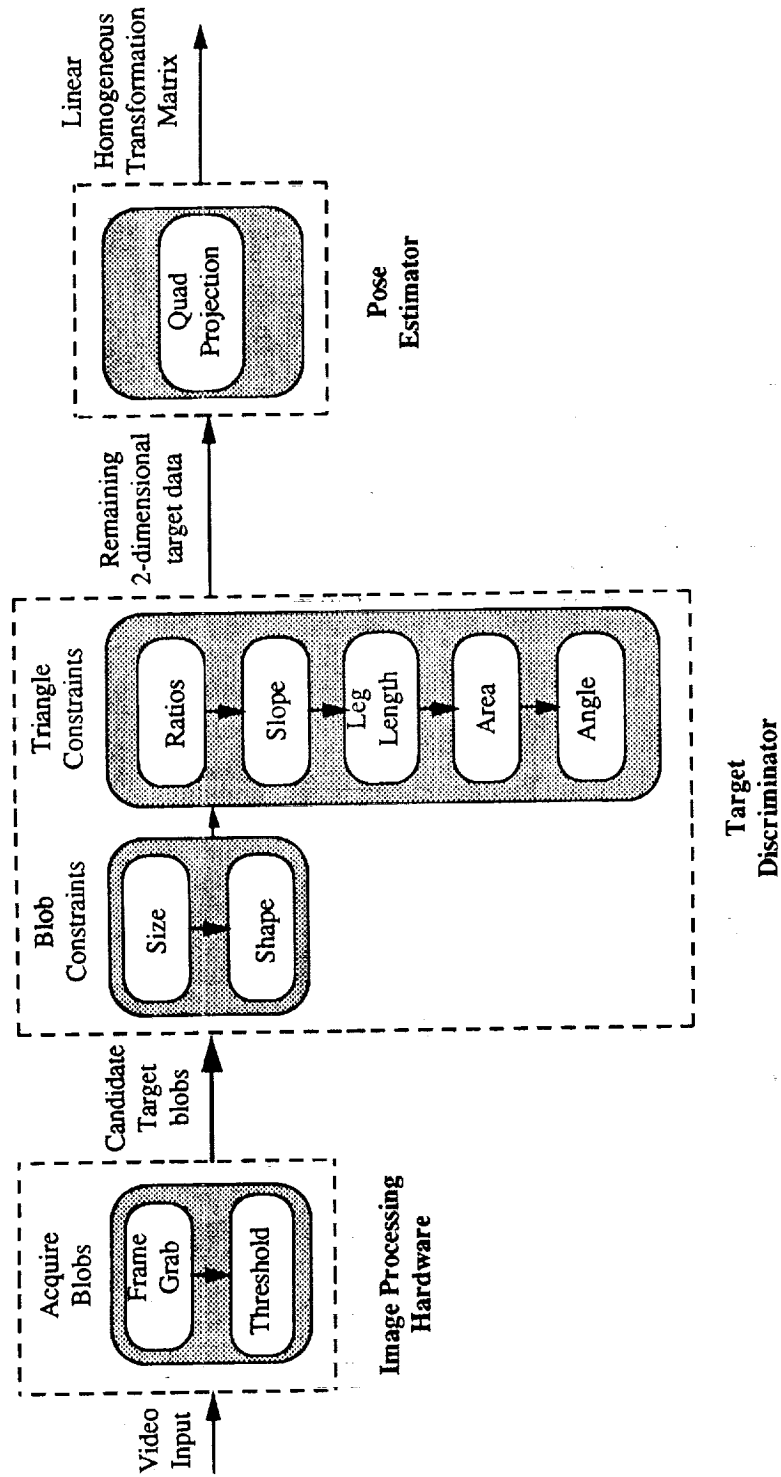 Video
Input
Acquire
Blobs
Frame
Grab
Threshold
Image Processing
Hardware
Candidate
Target
blobs
Blob
Constraints
Size
Shape
Triangle
Constraints
Ratios
Slope
Leg
Length
Area
Angle
Target
Discriminator
Remaining
2-dimensional
target data
Quad
Projection
Pose
Estimator
Linear
Homogeneous
Transformation
Matrix